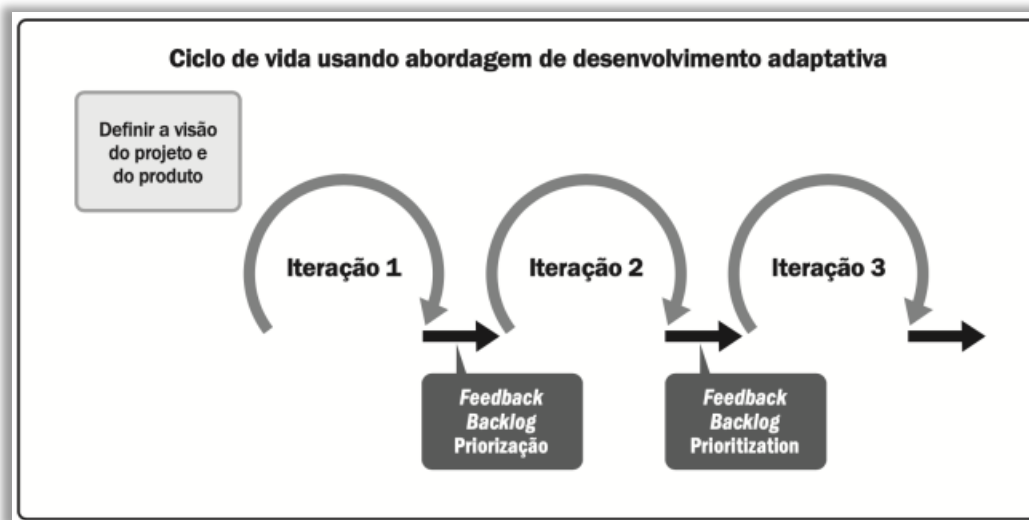 Ciclo de vida usando abordagem de desenvolvimento adaptativa
Definir a visão
do projeto e
do produto
Iteração 1
Iteração 2
Iteração 3
Feedback
Backlog
Priorização
Feedback
Backlog
Prioritization